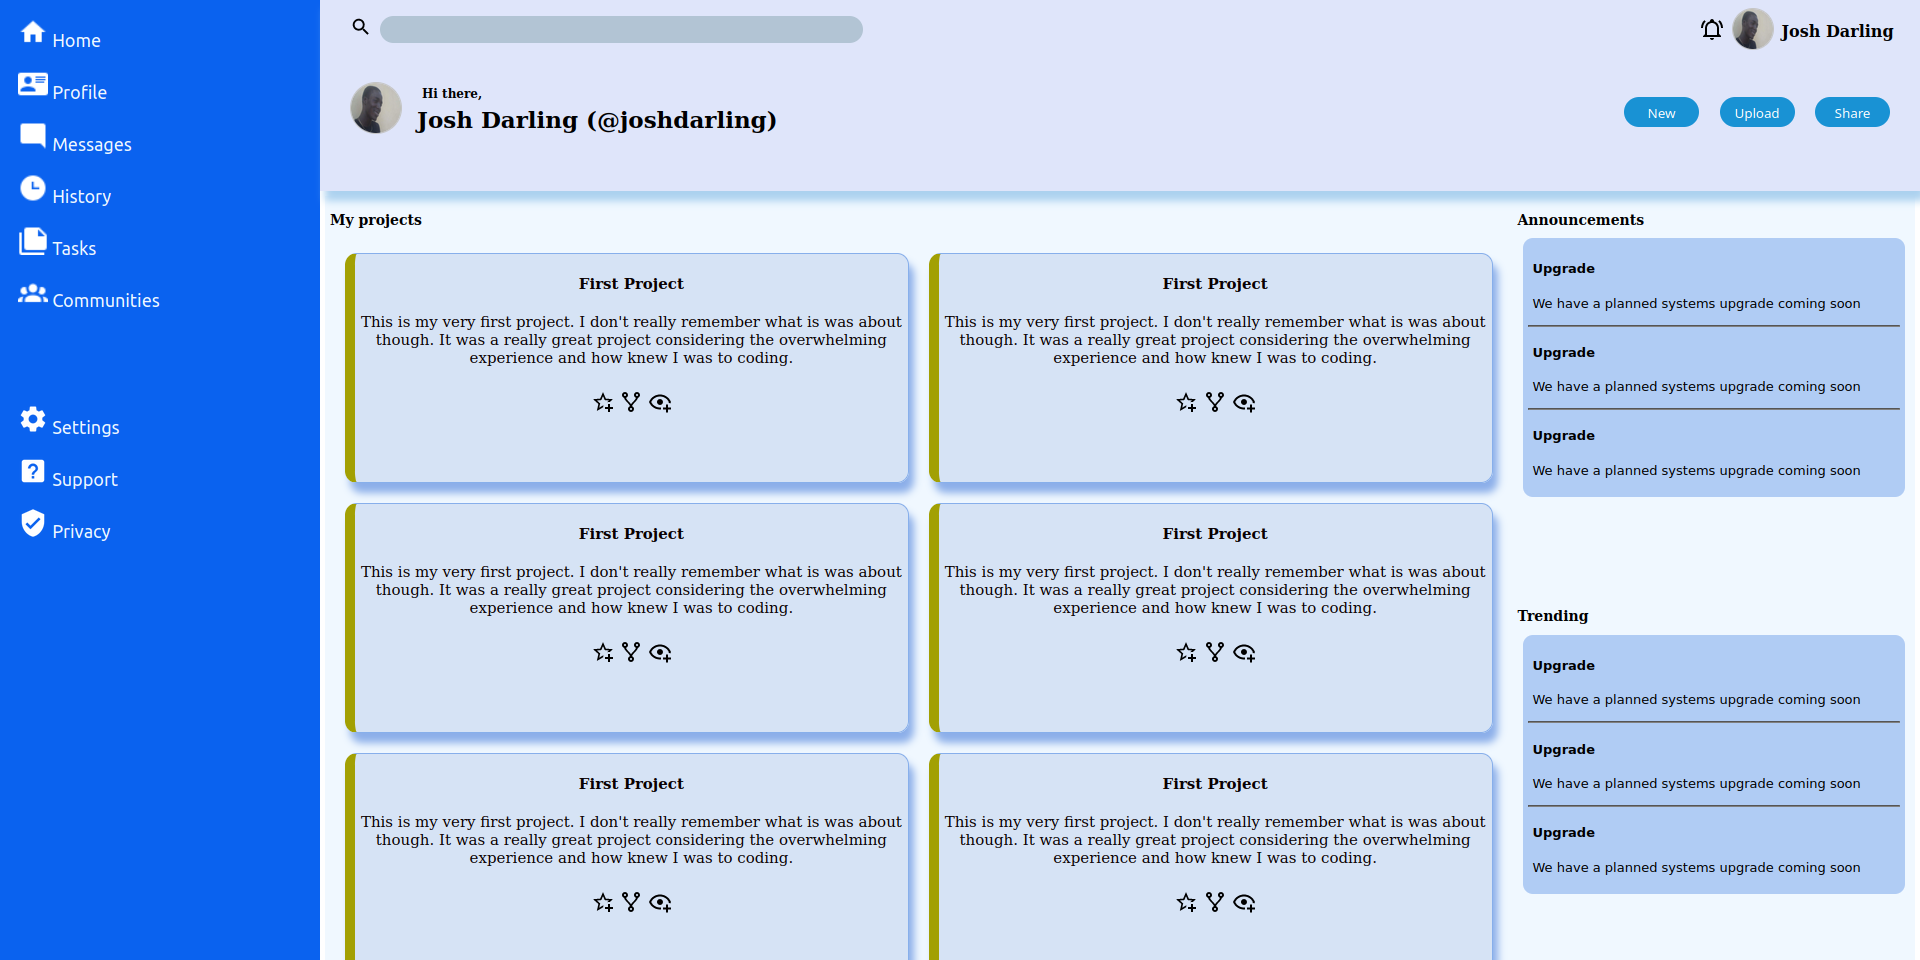 Home
Profile
Messages
History
Tasks
Communities
Settings
Support
Privacy
Josh Darling
Hi there,
Josh Darling (@joshdarling)
New
Upload
Share
My projects
First Project
This is my very first project. I don't really remember what is was about
though. It was a really great project considering the overwhelming
experience and how knew I was to coding.
First Project
This is my very first project. I don't really remember what is was about
though. It was a really great project considering the overwhelming
experience and how knew I was to coding.
First Project
This is my very first project. I don't really remember what is was about
though. It was a really great project considering the overwhelming
experience and how knew I was to coding.
First Project
This is my very first project. I don't really remember what is was about
though. It was a really great project considering the overwhelming
experience and how knew I was to coding.
First Project
This is my very first project. I don't really remember what is was about
though. It was a really great project considering the overwhelming
experience and how knew I was to coding.
First Project
This is my very first project. I don't really remember what is was about
though. It was a really great project considering the overwhelming
experience and how knew I was to coding.
Announcements
Upgrade
We have a planned systems upgrade coming soon
Upgrade
We have a planned systems upgrade coming soon
Upgrade
We have a planned systems upgrade coming soon
Trending
Upgrade
We have a planned systems upgrade coming soon
Upgrade
We have a planned systems upgrade coming soon
Upgrade
We have a planned systems upgrade coming soon